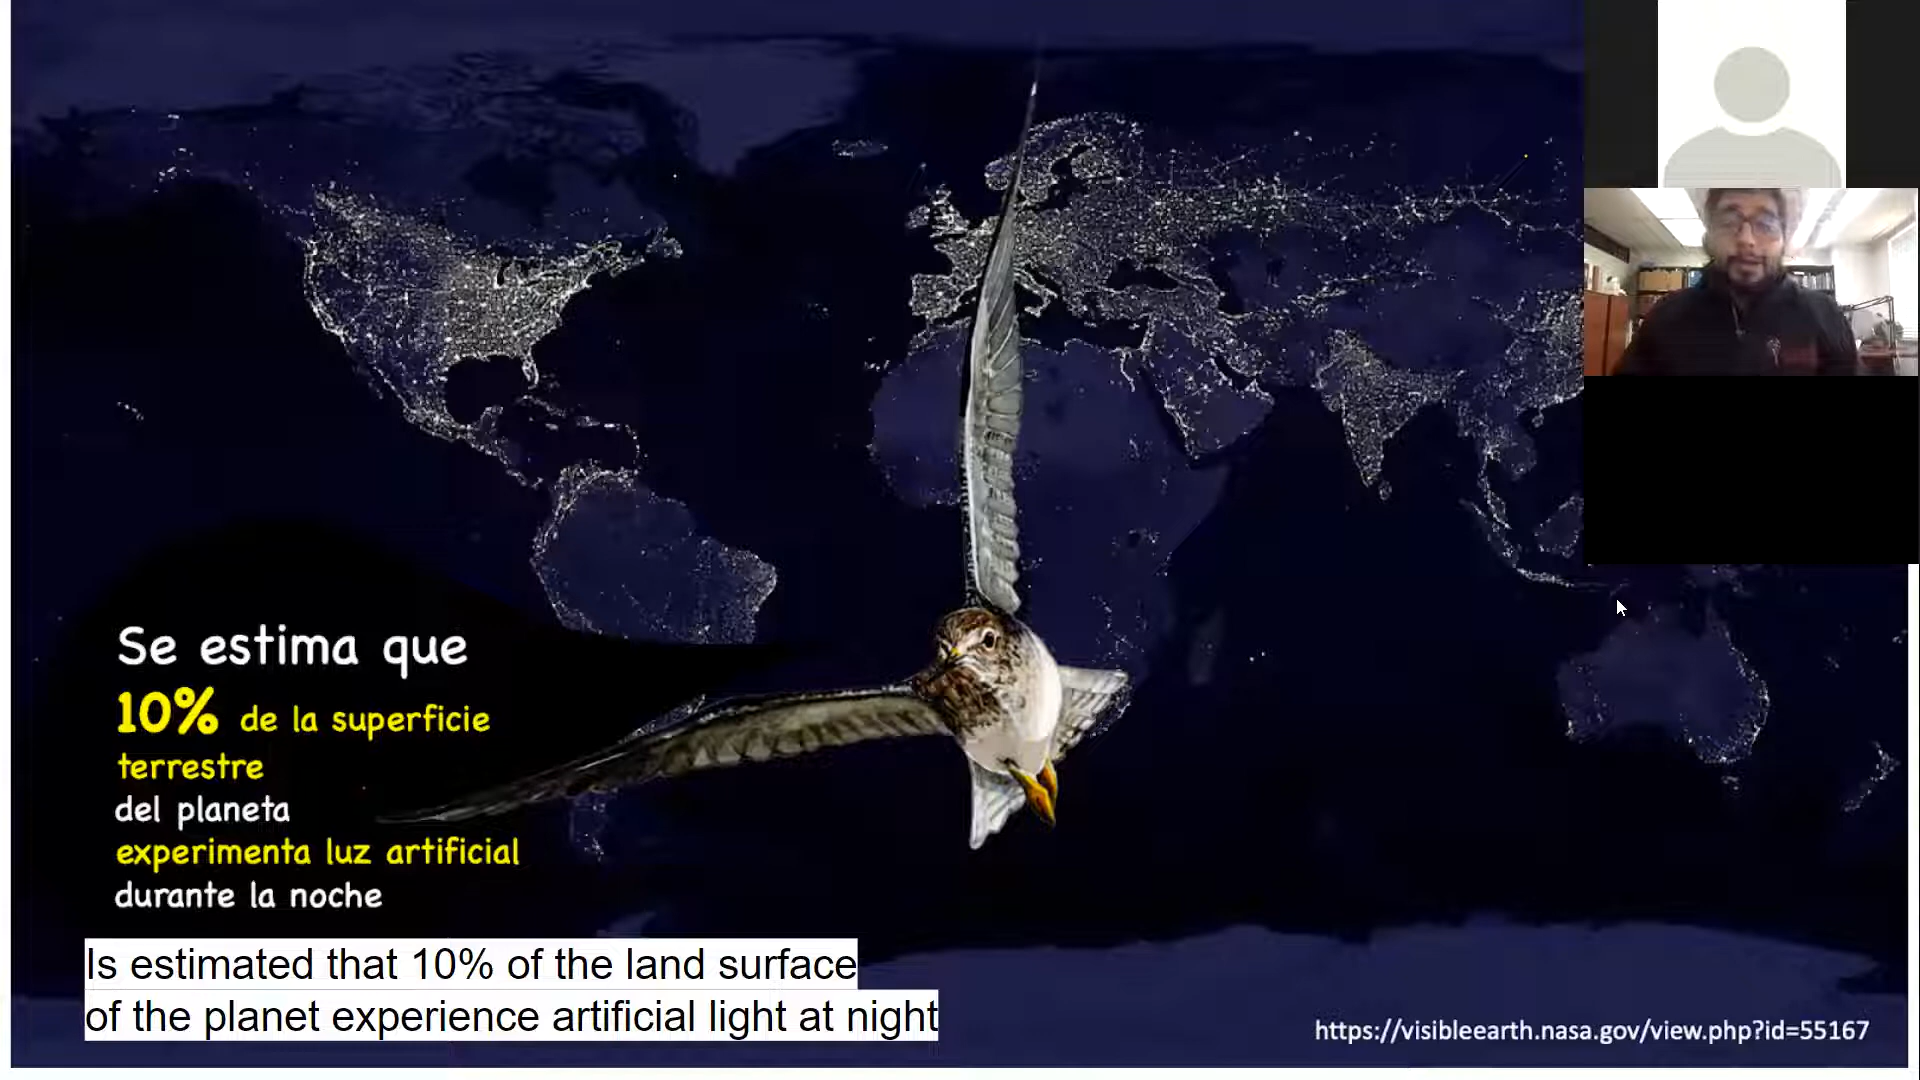 Se estima que
10% de la superficie
terrestre
del planeta
experimenta luz artificial
durante la noche
Is estimated that 10% of the land surface
of the planet experience artificial light at night
https://visibleearth.nasa.gov/view.php?id=55167